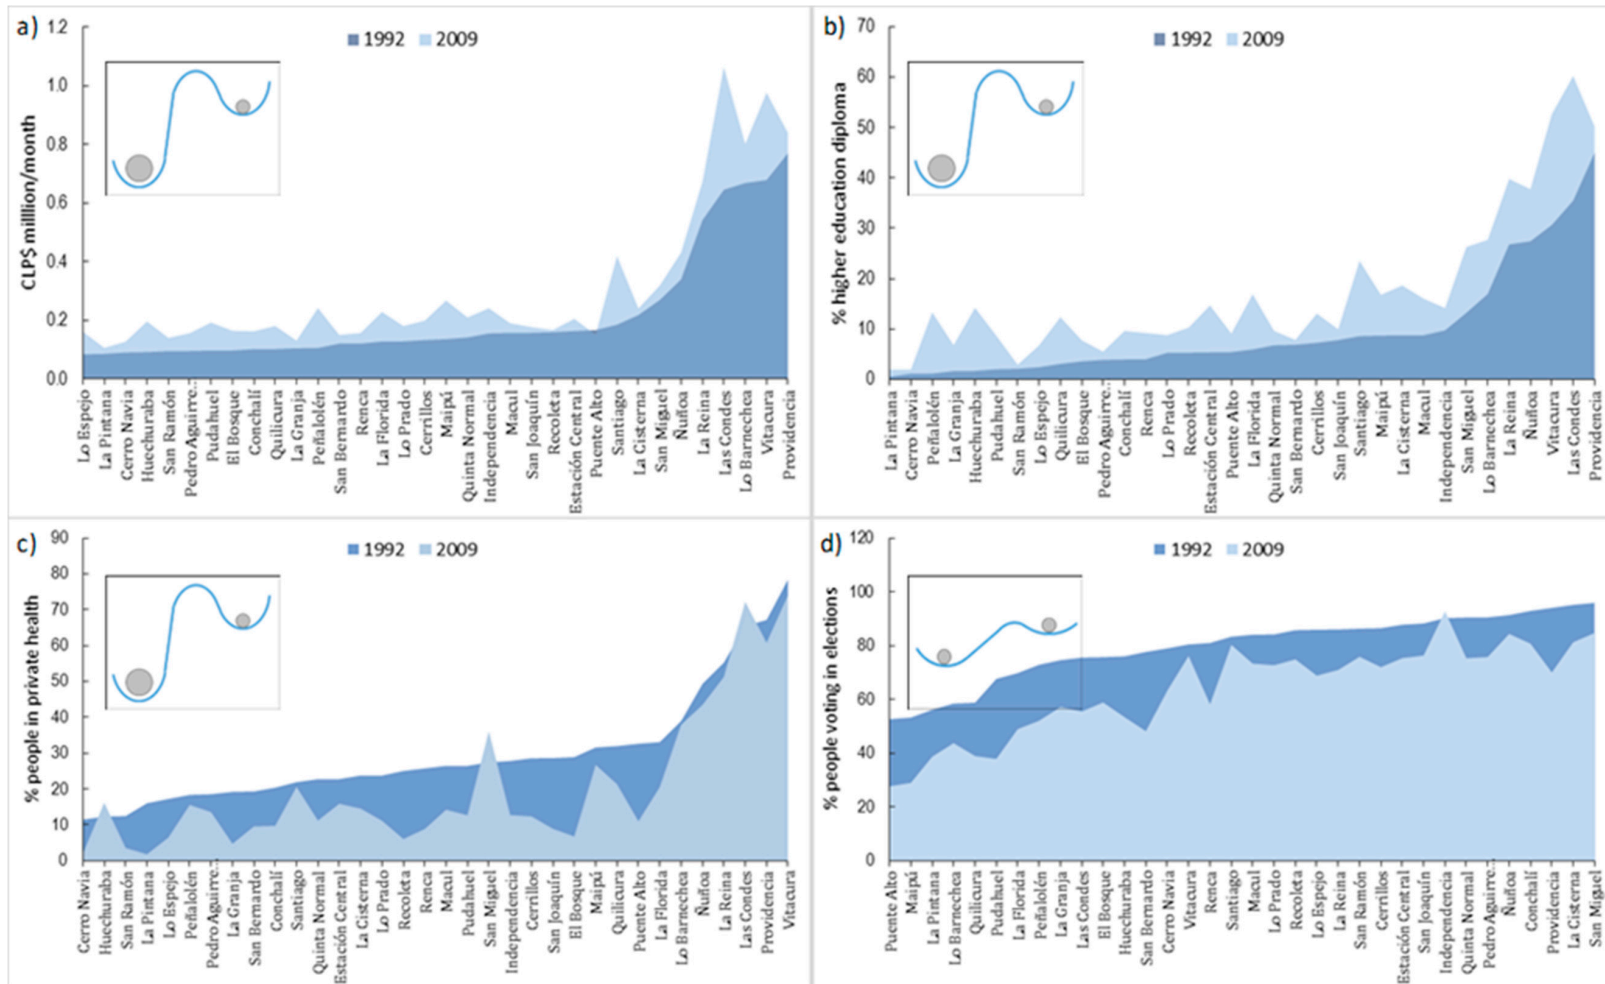 a)
1992 2009
CLP$ million/month
1.2
1.0
0.8
0.6
0.4
0.2
0.0
Lo Espejo
La Pintana
Cerro Navia
Huechuraba
San Ramón
Pedro Aguirre...
Pudahuel
El Bosque
Conchalí
Quilicura
La Granja
Peñalolén
San Bernardo
Renca
La Florida
Lo Prado
Cerrillos
Maipú
Quinta Normal
Independencia
Macul
San Joaquín
Recoleta
Estación Central
Puente Alto
Santiago
La Cisterna
San Miguel
Ñuñoa
La Reina
Las Condes
Lo Barnechea
Vitacura
Providencia
b)
1992 2009
% higher education diploma
70
60
50
40
30
20
10
0
La Pintana
Cerro Navia
Peñalolén
La Granja
Huechuraba
Pudahuel
San Ramón
Lo Espejo
Quilicura
El Bosque
Pedro Aguirre...
Conchalí
Renca
Lo Prado
Recoleta
Estación Central
Puente Alto
La Florida
Quinta Normal
San Bernardo
Cerrillos
San Joaquín
Santiago
Maipú
La Cisterna
Macul
Independencia
San Miguel
Lo Barnechea
La Reina
Ñuñoa
Vitacura
Las Condes
Providencia
c)
1992 2009
% people in private health
90
80
70
60
50
40
30
20
10
0
Cerro Navia
Huechuraba
San Ramón
La Pintana
Lo Espejo
Peñalolén
Pedro Aguirre...
La Granja
San Bernardo
Conchalí
Santiago
Quinta Normal
Estación Central
La Cisterna
Lo Prado
Recoleta
Renca
Macul
Pudahuel
San Miguel
Independencia
Cerrillos
San Joaquín
El Bosque
Maipú
Quilicura
Puente Alto
La Florida
Lo Barnechea
Ñuñoa
La Reina
Las Condes
Providencia
Vitacura
d)
1992 2009
% people voting in elections
120
100
80
60
40
20
0
Puente Alto
Maipú
La Pintana
Lo Barnechea
Quilicura
Pudahuel
La Florida
Peñalolén
La Granja
Las Condes
El Bosque
Huechuraba
San Bernardo
Cerro Navia
Vitacura
Renca
Santiago
Macul
Lo Prado
Recoleta
Lo Espejo
La Reina
San Ramón
Cerrillos
Estación Central
San Joaquín
Independencia
Quinta Normal
Pedro Aguirre...
Ñuñoa
Conchalí
Providencia
La Cisterna
San Miguel